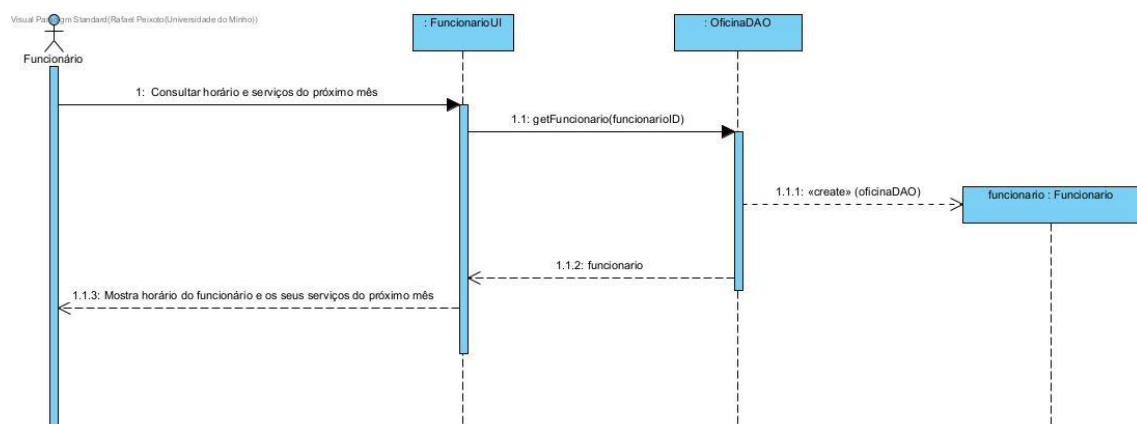 Visual Paradigm Standard(Rafael Peixoto(Universidade do Minho))
: FuncionarioUI
: OficinaDAO
Funcionário
1: Consultar horário e serviços do próximo mês
1.1: getFuncionario(funcionarioID)
1.1.1: «create» (oficinaDAO)
funcionario : Funcionario
1.1.2: funcionario
1.1.3: Mostra horário do funcionário e os seus serviços do próximo mês